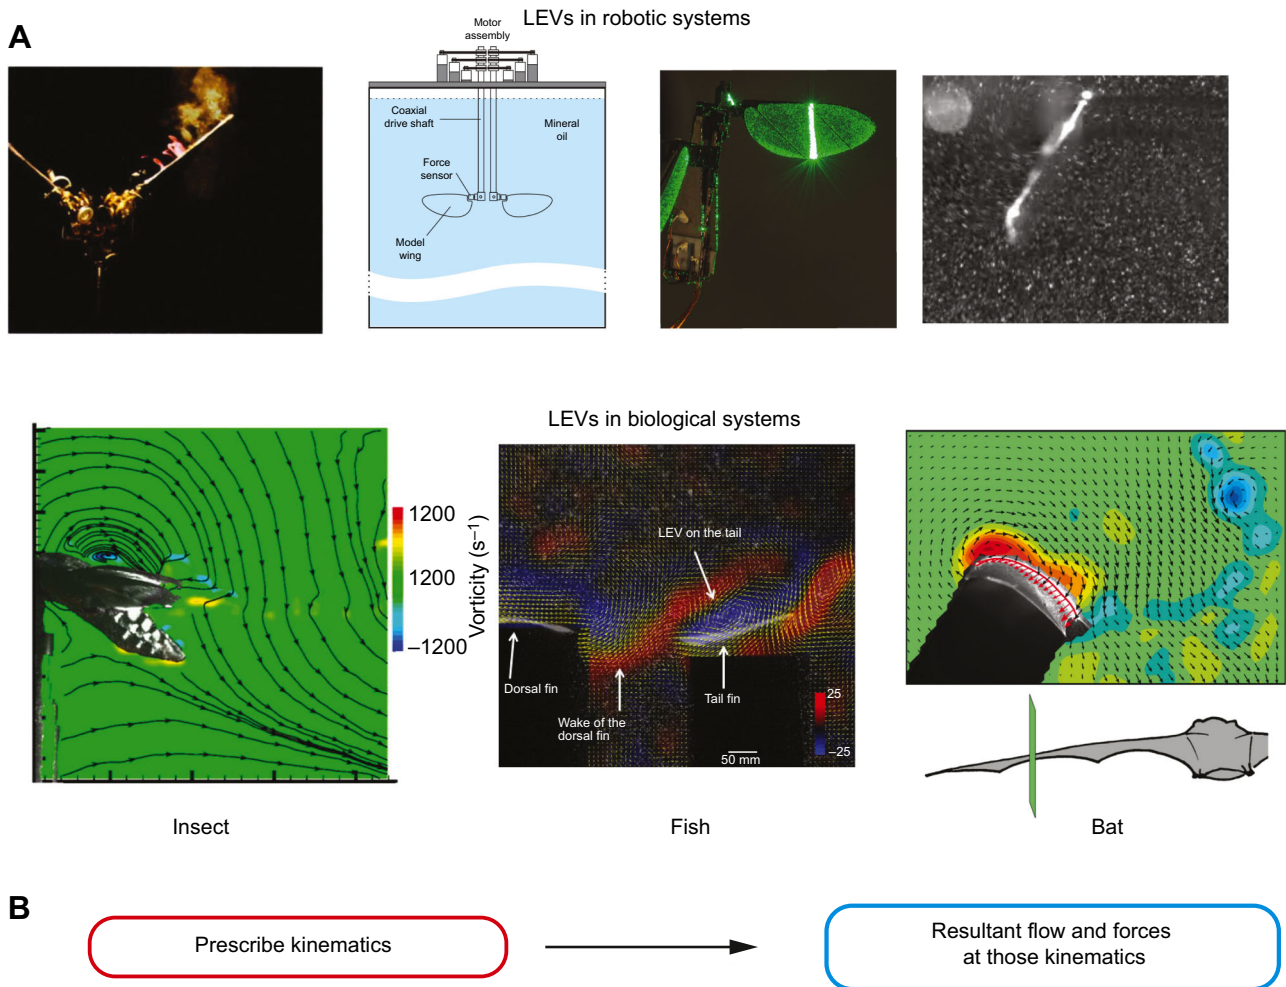 A
LEVs in robotic systems
Motor
assembly
Coaxial
drive shaft
Mineral
oil
Force
sensor
Model
wing
LEVs in biological systems
1200
1200
–1200
Vorticity (s–1)
LEV on the tail
Dorsal fin
Wake of the
dorsal fin
Tail fin
25
–25
50 mm
Insect
Fish
Bat
B
Prescribe kinematics
Resultant flow and forces
at those kinematics